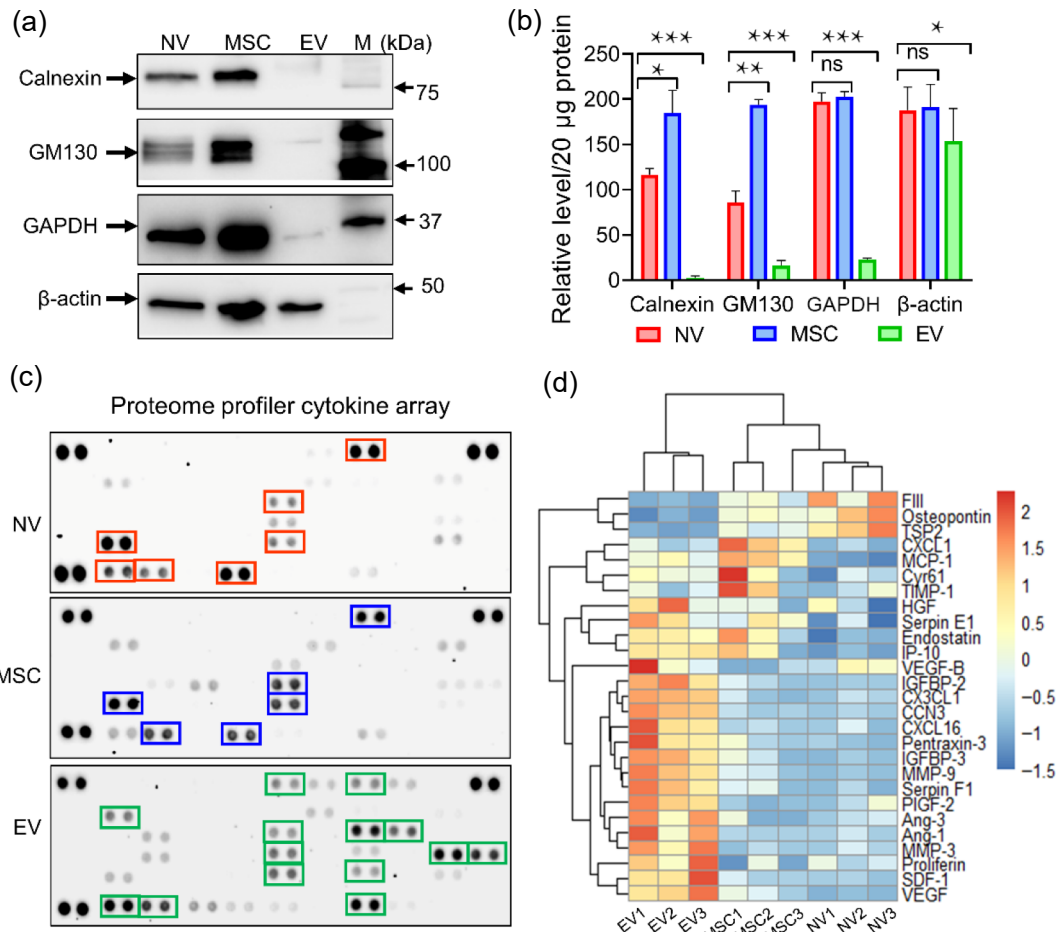 (a)
NV MSC EV M (kDa)
Calnexin
75
GM130
100
GAPDH
37
β-actin
50
(b)
Relative level/20 μg protein
250
200
150
100
50
0
*** *** *** *
* ** ns ns
Calnexin GM130 GAPDH β-actin
NV MSC EV
(c)
Proteome profiler cytokine array
NV
MSC
EV
(d)
FIII
Osteopontin
TSP2
CXCL1
MCP-1
Cyr61
TIMP-1
HGF
Serpin E1
Endostatin
IP-10
VEGF-B
IGFBP-2
CX3CL1
CCN3
CXCL16
Pentraxin-3
IGFBP-3
MMP-9
Serpin F1
PIGF-2
Ang-3
Ang-1
MMP-3
Proliferin
SDF-1
VEGF
EV1 EV2 EV3 MSC1 MSC2 MSC3 NV1 NV2 NV3
2
1.5
1
0.5
0
−0.5
−1
−1.5